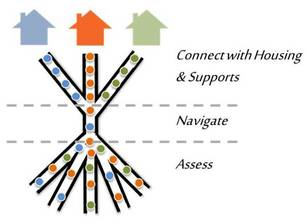 Connect with Housing
& Supports
Navigate
Assess